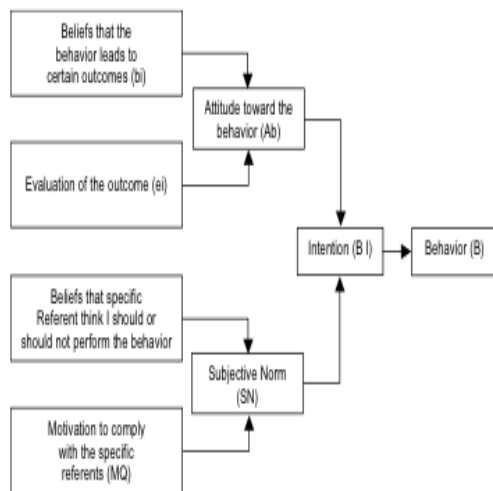 Beliefs that the
behavior leads to
certain outcomes (bi)
Attitude toward the
behavior (Ab)
Evaluation of the outcome (ei)
Intention (B I)
Behavior (B)
Beliefs that specific
Referent think I should or
should not perform the behavior
Subjective Norm
(SN)
Motivation to comply
with the specific
referents (MQ)